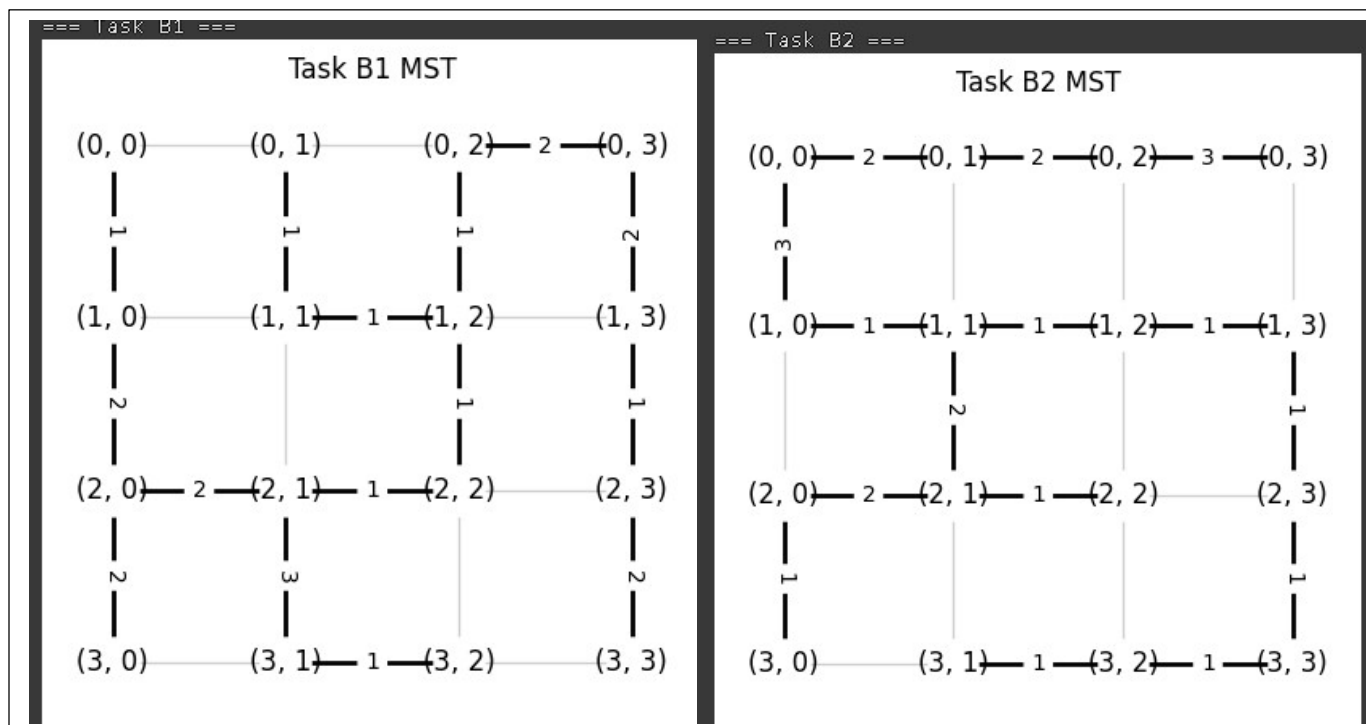 === Task B1 ===
Task B1 MST
(0, 0) (0, 1) (0, 2) 2 (0, 3)
1 1 1 2
(1, 0) (1, 1) 1 (1, 2) (1, 3)
2 1 1
(2, 0) 2 (2, 1) 1 (2, 2) (2, 3)
2 3 2
(3, 0) (3, 1) 1 (3, 2) (3, 3)
=== Task B2 ===
Task B2 MST
(0, 0) 2 (0, 1) 2 (0, 2) 3 (0, 3)
3
(1, 0) 1 (1, 1) 1 (1, 2) 1 (1, 3)
2 1
(2, 0) 2 (2, 1) 1 (2, 2) (2, 3)
1 1
(3, 0) (3, 1) 1 (3, 2) 1 (3, 3)